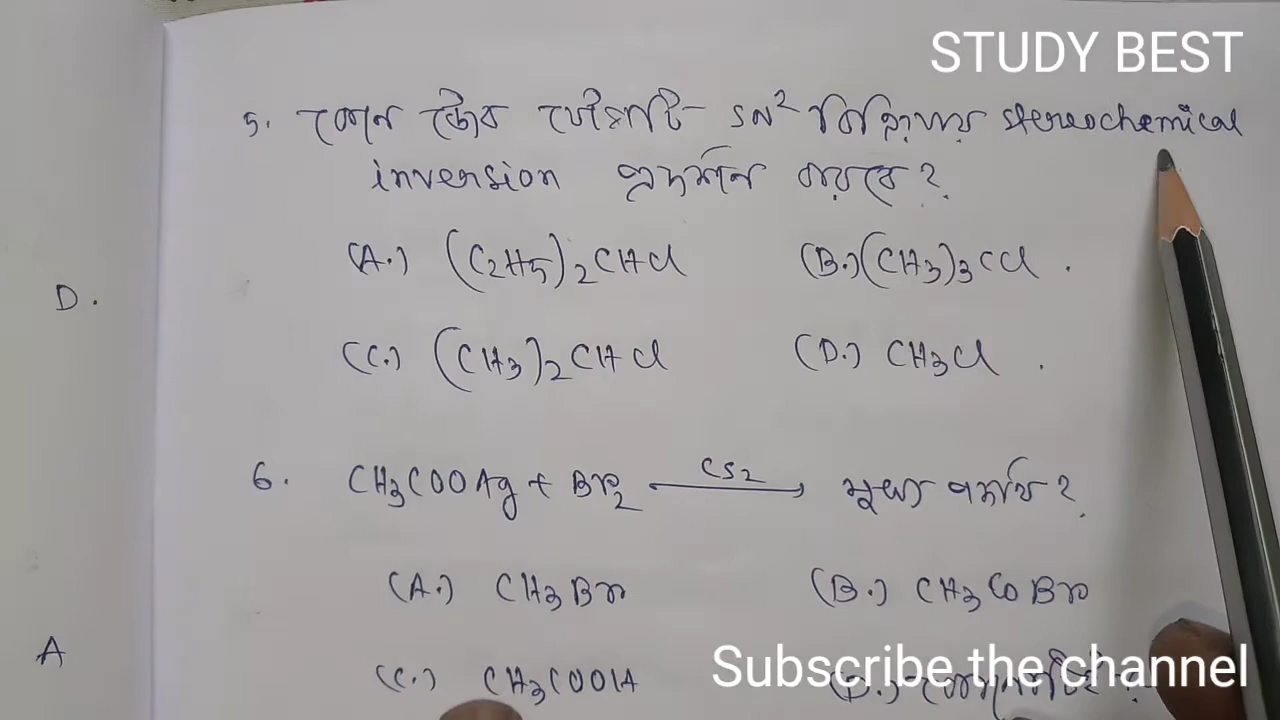 STUDY BEST
5. কোন জৈব যৌগটি SN² বিক্রিয়ায় stereochemical
inversion প্রদর্শন করবে?
(A.) (C2H5)2CHCl (B.) (CH3)3CCl.
D.
(C.) (CH3)2CHCl (D.) CH3Cl.
6. CH3COOAg + Br2 CS2 → মুখ্য পদার্থ?
(A.) CH3Br (B.) CH3COBr
A
(C.) CH3COOH (D.)
Subscribe the channel